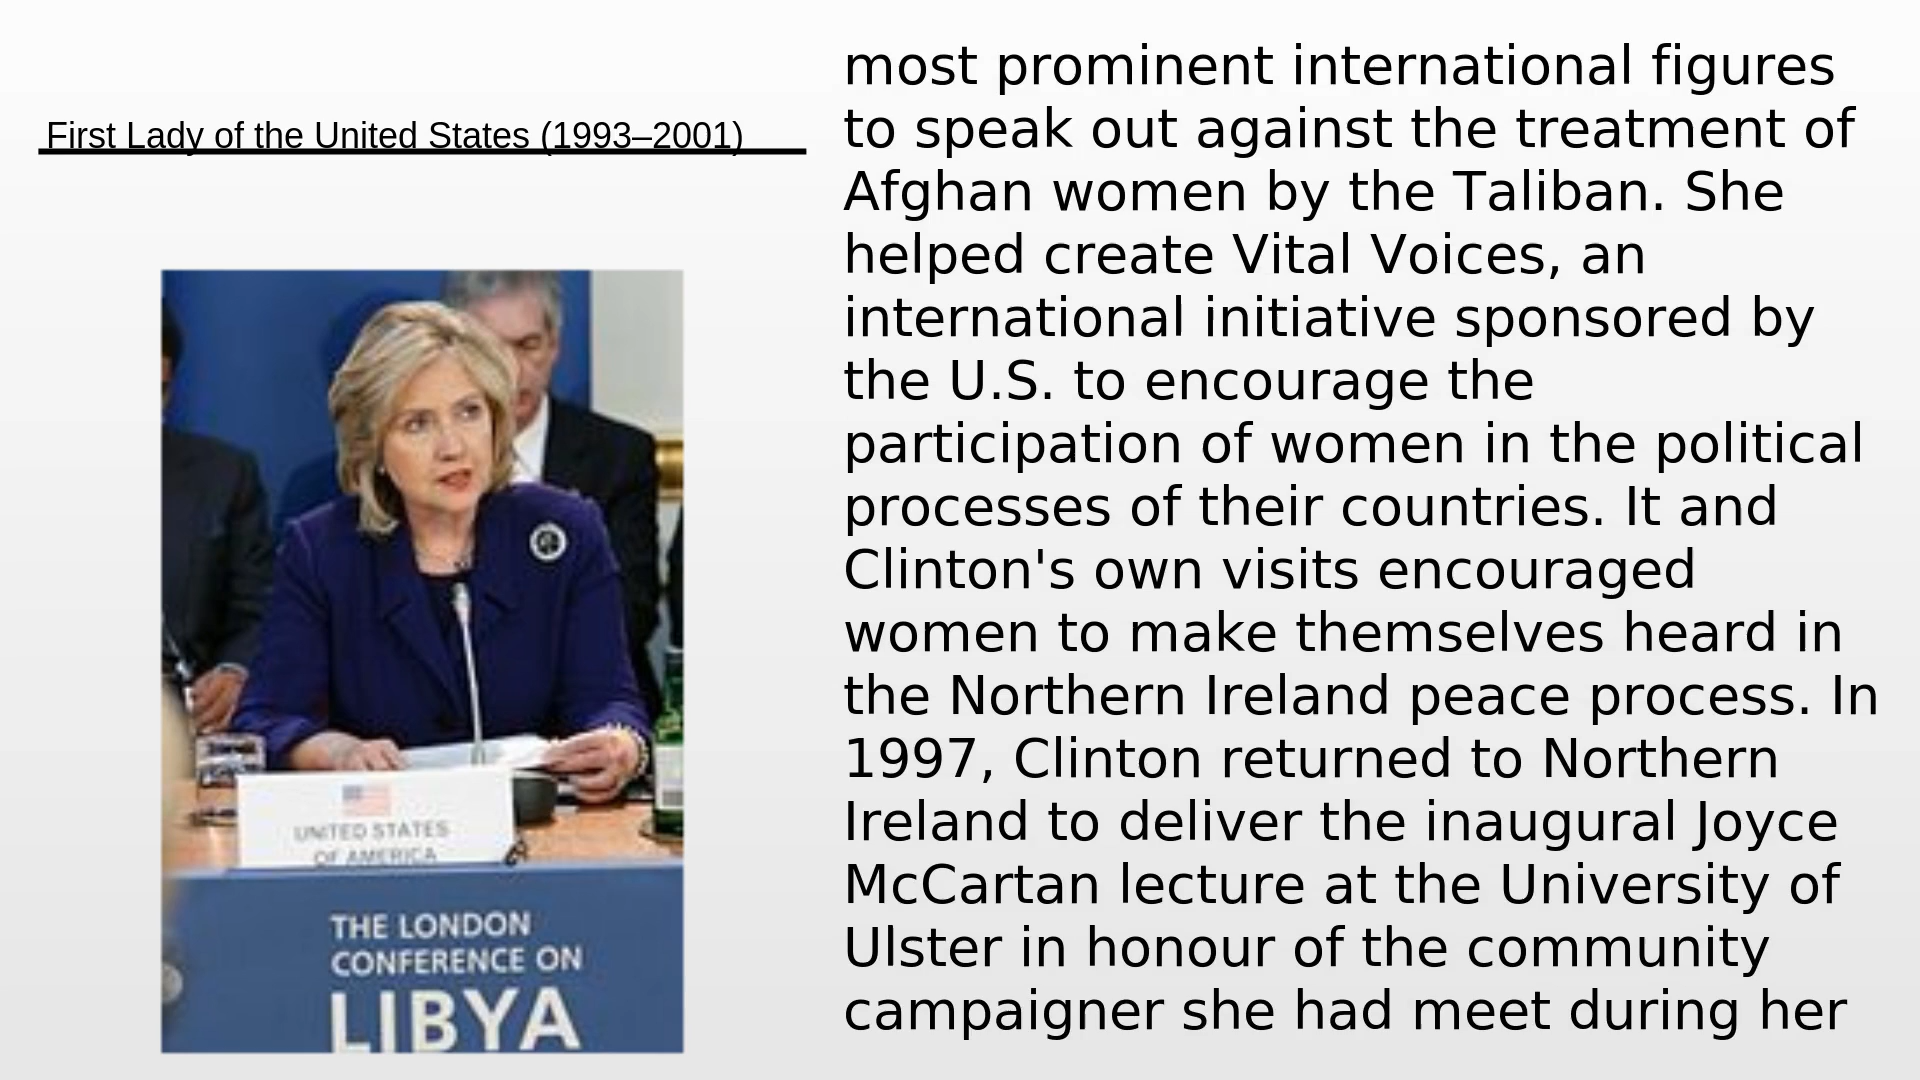 First Lady of the United States (1993–2001)
UNITED STATES
OF AMERICA
THE LONDON
CONFERENCE ON
LIBYA
most prominent international figures
to speak out against the treatment of
Afghan women by the Taliban. She
helped create Vital Voices, an
international initiative sponsored by
the U.S. to encourage the
participation of women in the political
processes of their countries. It and
Clinton's own visits encouraged
women to make themselves heard in
the Northern Ireland peace process. In
1997, Clinton returned to Northern
Ireland to deliver the inaugural Joyce
McCartan lecture at the University of
Ulster in honour of the community
campaigner she had meet during her